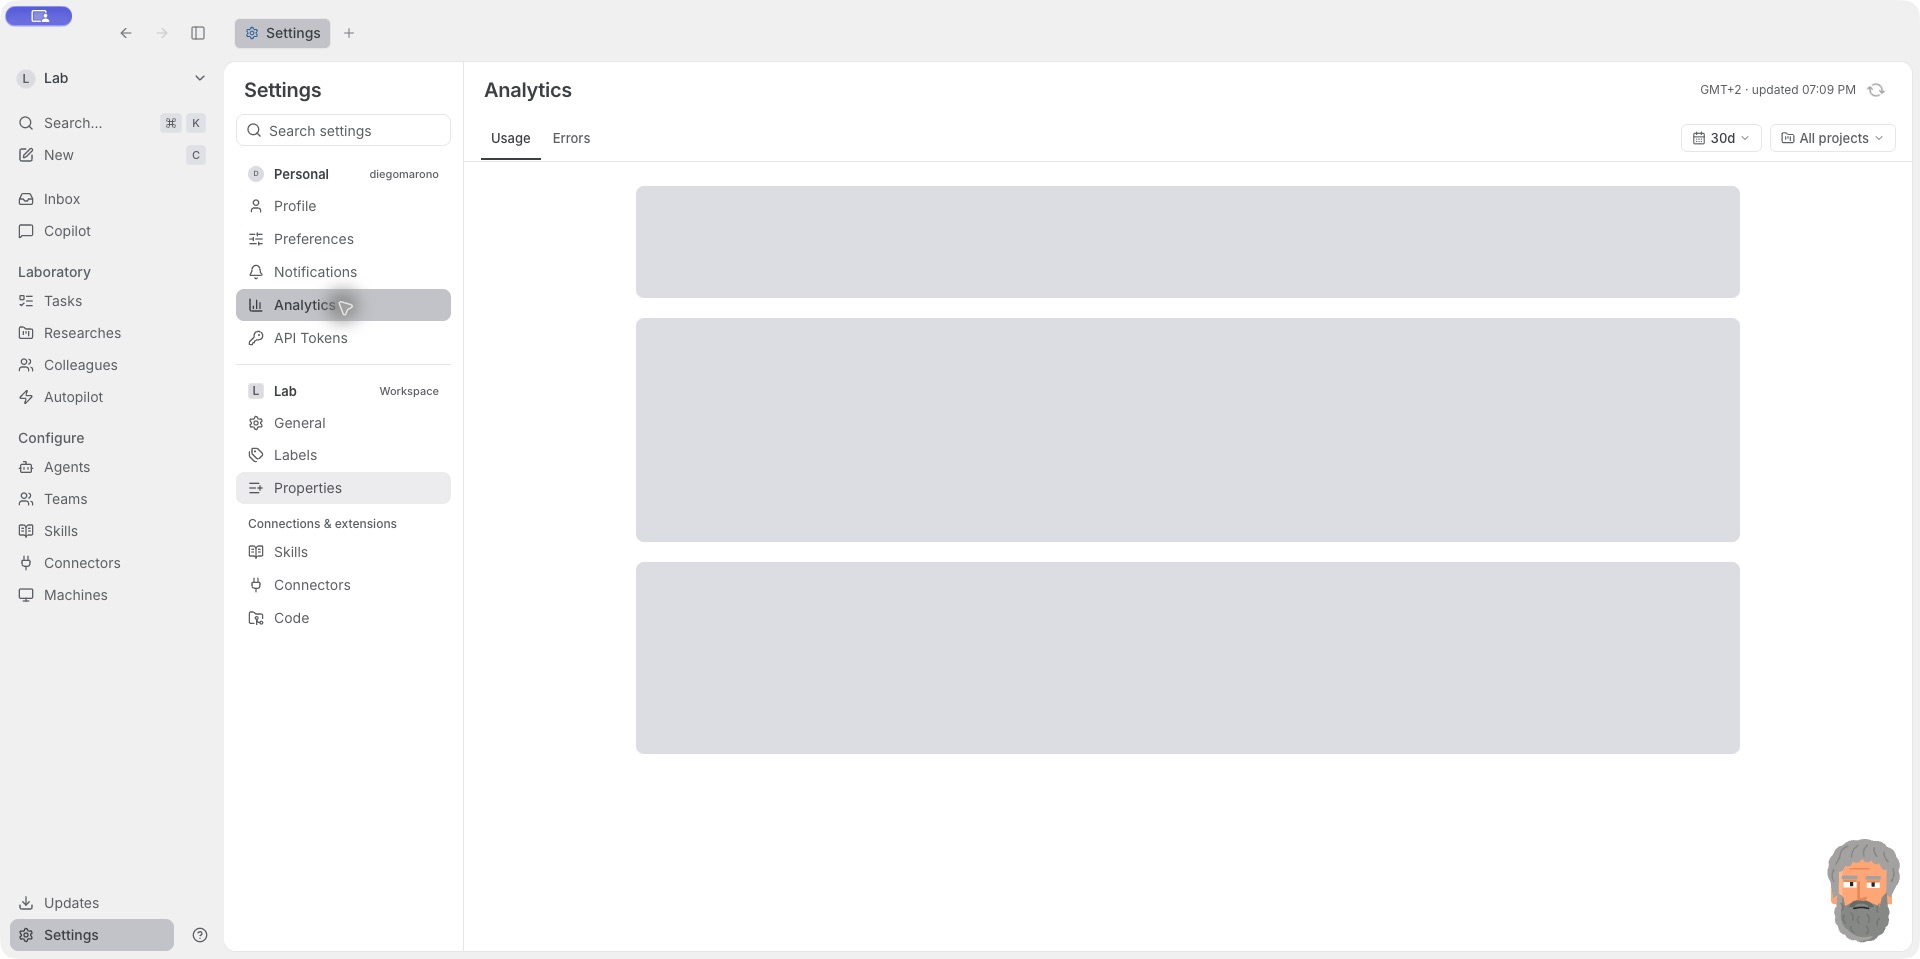 Settings
L Lab
Search... ⌘ K
New C
Inbox
Copilot
Laboratory
Tasks
Researches
Colleagues
Autopilot
Configure
Agents
Teams
Skills
Connectors
Machines
Updates
Settings
Settings
Search settings
D Personal diegomarono
Profile
Preferences
Notifications
Analytics
API Tokens
L Lab Workspace
General
Labels
Properties
Connections & extensions
Skills
Connectors
Code
Analytics
GMT+2 · updated 07:09 PM
Usage Errors
30d All projects